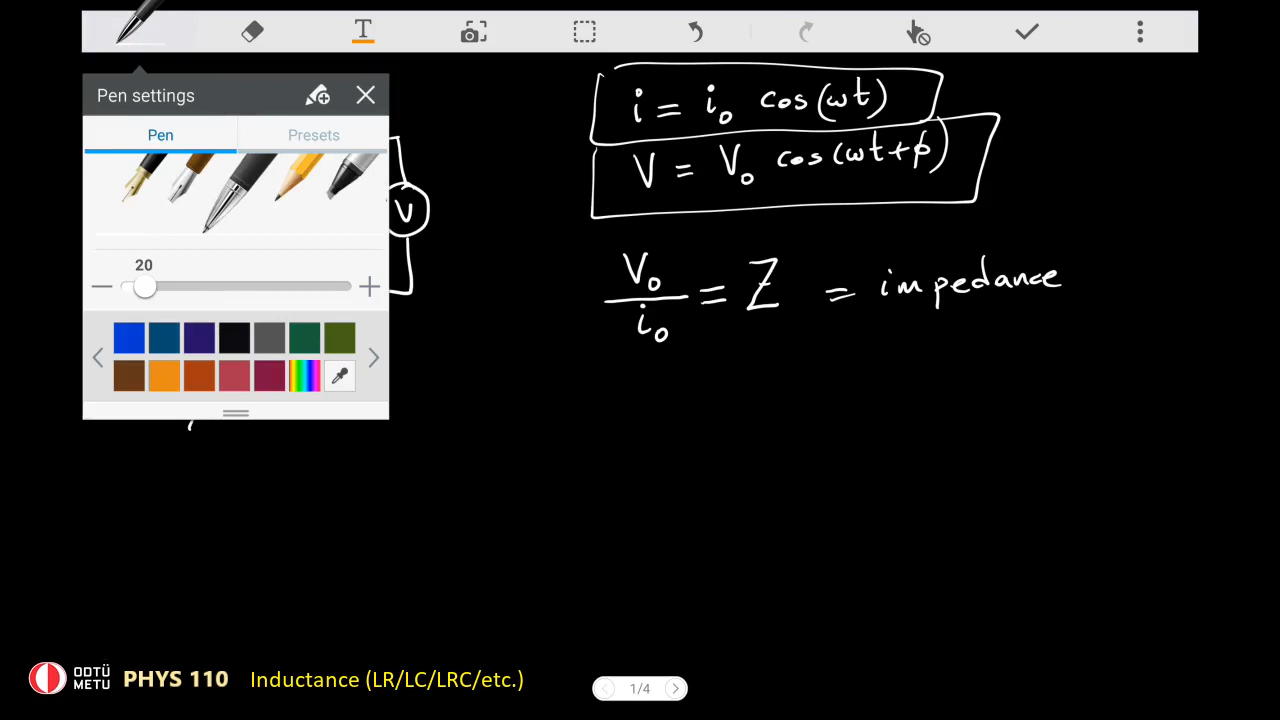 T
Pen settings
Pen
Presets
20
V
i = i₀ cos(ωt)
V = V₀ cos(ωt+φ)
V₀/i₀ = Z = impedance
ODTÜ
METU
PHYS 110
Inductance (LR/LC/LRC/etc.)
1/4